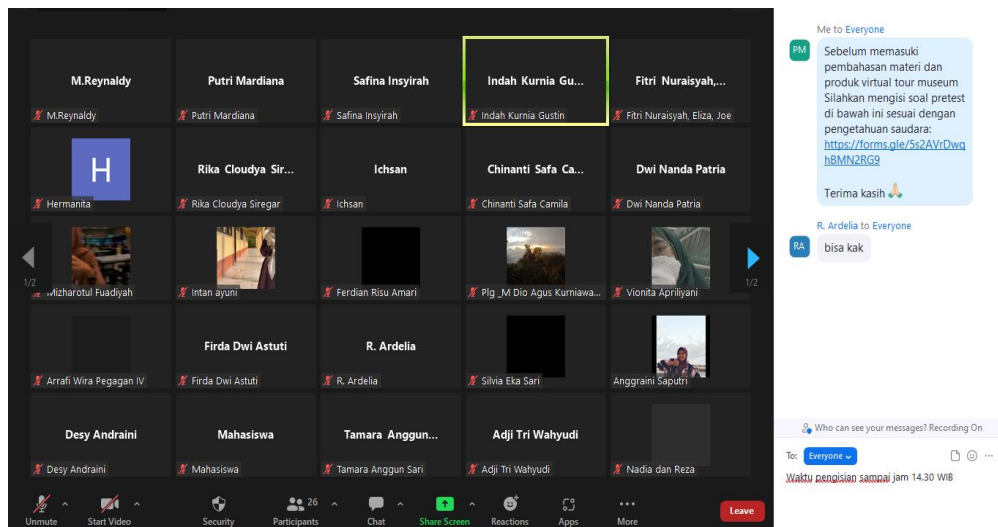 M.Reynaldy
Putri Mardiana
Safina Insyirah
Indah Kurnia Gu...
Fitri Nuraisyah,...
M.Reynaldy
Putri Mardiana
Safina Insyirah
Indah Kurnia Gustin
Fitri Nuraisyah, Eliza, Joe
H
Rika Cloudya Sir...
Ichsan
Chinanti Safa Ca...
Dwi Nanda Patria
Hermanita
Rika Cloudya Siregar
Ichsan
Chinanti Safa Camila
Dwi Nanda Patria
1/2
Mizharotul Fuadiyah
Intan ayuni
Ferdian Risu Amari
Plg _M Dio Agus Kurniawa...
Vionita Apriliyani
1/2
Firda Dwi Astuti
R. Ardelia
Arrafi Wira Pegagan IV
Firda Dwi Astuti
R. Ardelia
Silvia Eka Sari
Anggraini Saputri
Desy Andraini
Mahasiswa
Tamara Anggun...
Adji Tri Wahyudi
Desy Andraini
Mahasiswa
Tamara Anggun Sari
Adji Tri Wahyudi
Nadia dan Reza
Unmute
Start Video
Security
26
Participants
Chat
Share Screen
Reactions
Apps
More
Leave
Me to Everyone
PM
Sebelum memasuki
pembahasan materi dan
produk virtual tour museum
Silahkan mengisi soal pretest
di bawah ini sesuai dengan
pengetahuan saudara:
https://forms.gle/5s2AVrDwq
hBMN2RG9
Terima kasih 🙏🏻
R. Ardelia to Everyone
RA
bisa kak
Who can see your messages? Recording On
To: Everyone
Waktu pengisian sampai jam 14.30 WIB